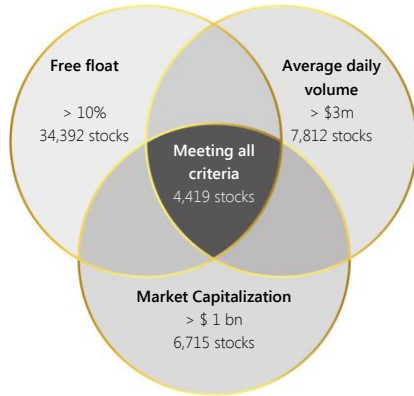 Free float
> 10%
34,392 stocks
Average daily
volume
> $3m
7,812 stocks
Meeting all
criteria
4,419 stocks
Market Capitalization
> $ 1 bn
6,715 stocks